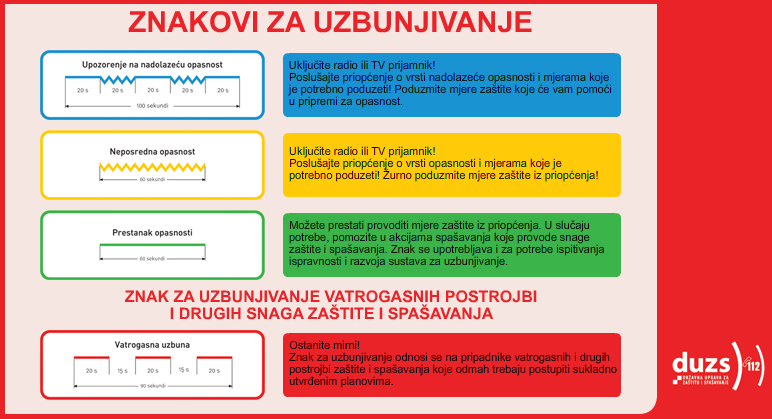 ZNAKOVI ZA UZBUNJIVANJE
Upozorenje na nadolazeću opasnost
20 s 20 s 20 s 20 s 20 s
100 sekundi
Uključite radio ili TV prijamnik!
Poslušajte priopćenje o vrsti nadolazeće opasnosti i mjerama koje
je potrebno poduzeti! Poduzmite mjere zaštite koje će vam pomoći
u pripremi za opasnost.
Neposredna opasnost
60 sekundi
Uključite radio ili TV prijamnik!
Poslušajte priopćenje o vrsti opasnosti i mjerama koje je
potrebno poduzeti! Žurno poduzmite mjere zaštite iz priopćenja!
Prestanak opasnosti
60 sekundi
Možete prestati provoditi mjere zaštite iz priopćenja. U slučaju
potrebe, pomozite u akcijama spašavanja koje provode snage
zaštite i spašavanja. Znak se upotrebljava i za potrebe ispitivanja
ispravnosti i razvoja sustava za uzbunjivanje.
ZNAK ZA UZBUNJIVANJE VATROGASNIH POSTROJBI
I DRUGIH SNAGA ZAŠTITE I SPAŠAVANJA
Vatrogasna uzbuna
20 s 15 s 20 s 15 s 20 s
90 sekundi
Ostanite mirni!
Znak za uzbunjivanje odnosi se na pripadnike vatrogasnih i drugih
postrojbi zaštite i spašavanja koje odmah trebaju postupiti sukladno
utvrđenim planovima.
duzs 112
DRŽAVNA UPRAVA ZA
ZAŠTITU I SPAŠAVANJE